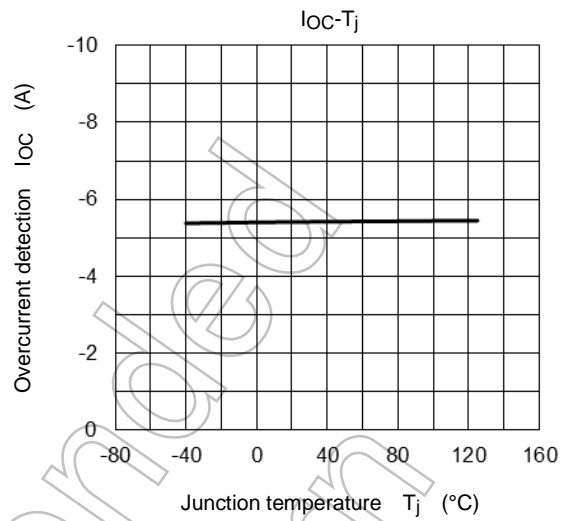 IOC-Tj
Overcurrent detection IOC (A)
-10
-8
-6
-4
-2
0
-80 -40 0 40 80 120 160
Junction temperature Tj (°C)